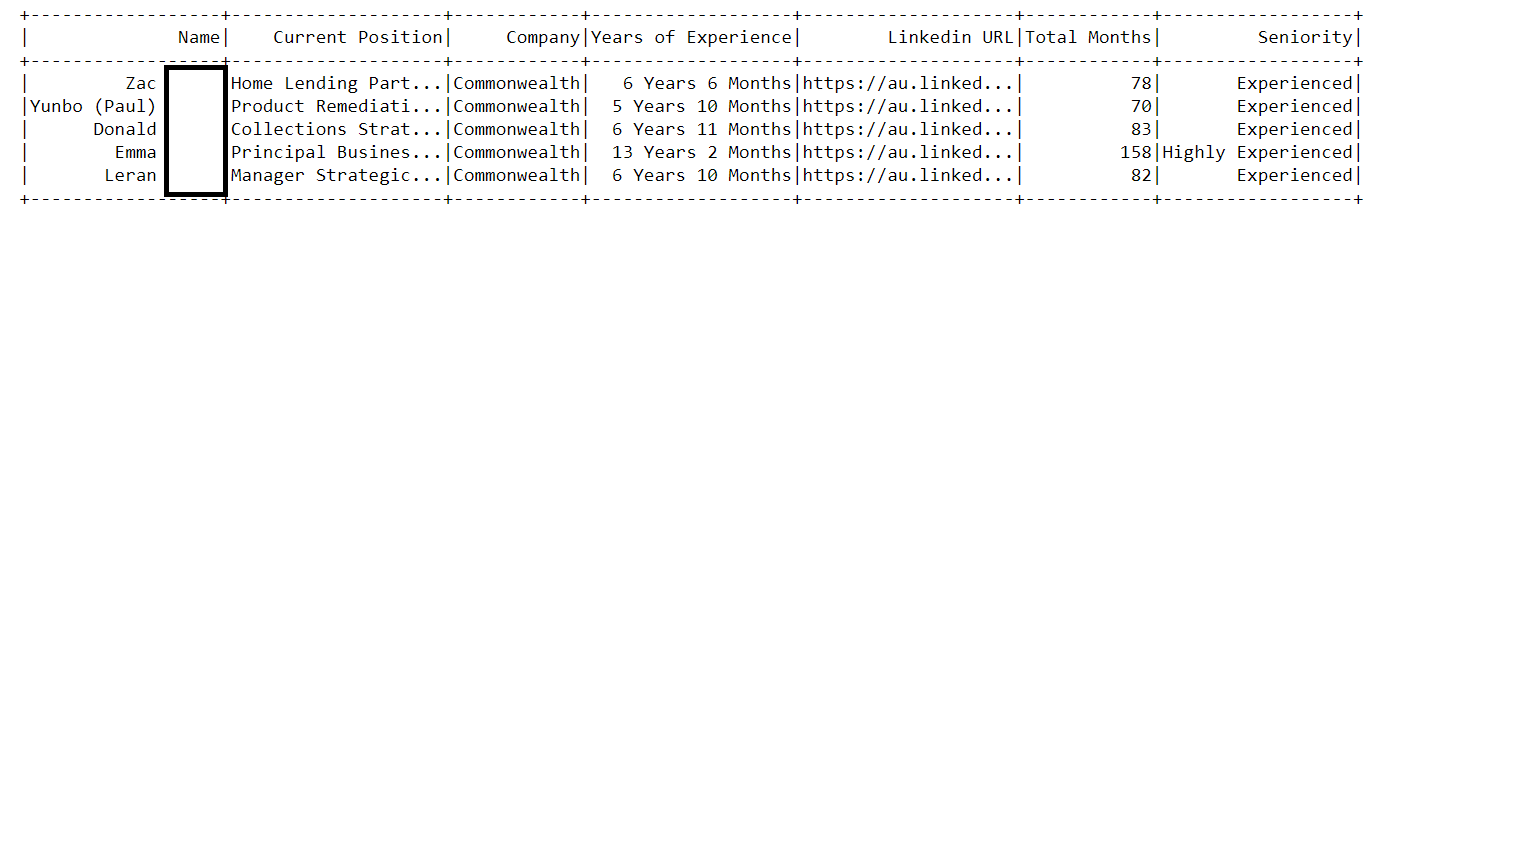 +------------------+--------------------+------------+-------------------+--------------------+------------+------------------+
|              Name|    Current Position|     Company|Years of Experience|        Linkedin URL|Total Months|         Seniority|
+------------------+--------------------+------------+-------------------+--------------------+------------+------------------+
|         Zac |Home Lending Part...|Commonwealth|   6 Years 6 Months|https://au.linked...|          78|       Experienced|
|Yunbo (Paul) |Product Remediati...|Commonwealth|  5 Years 10 Months|https://au.linked...|          70|       Experienced|
|      Donald |Collections Strat...|Commonwealth|  6 Years 11 Months|https://au.linked...|          83|       Experienced|
|        Emma |Principal Busines...|Commonwealth|  13 Years 2 Months|https://au.linked...|         158|Highly Experienced|
|       Leran |Manager Strategic...|Commonwealth|  6 Years 10 Months|https://au.linked...|          82|       Experienced|
+------------------+--------------------+------------+-------------------+--------------------+------------+------------------+